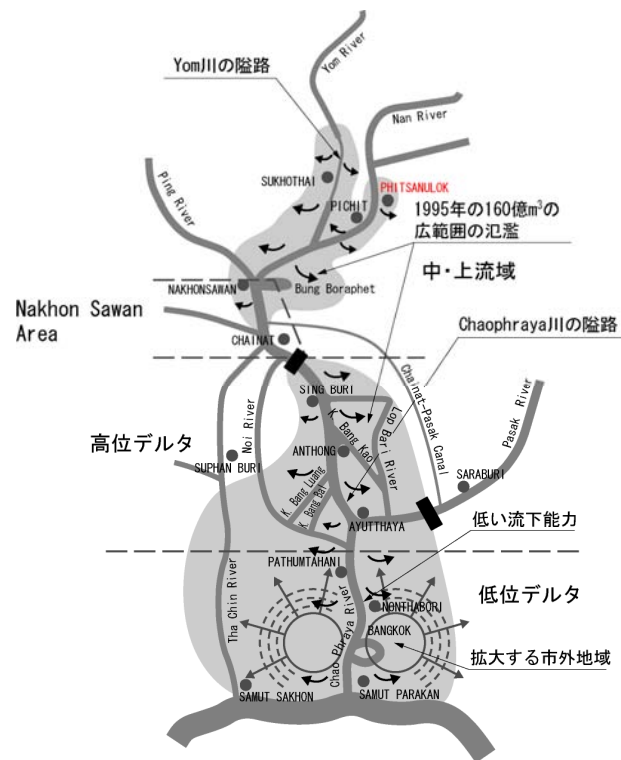 Yom川の隘路
Yom River
Nan River
Ping River
SUKHOTHAI
PHITSANULOK
PICHIT
1995年の160億m³の
広範囲の氾濫
中・上流域
NAKHONSAWAN
Bung Boraphet
Nakhon Sawan
Area
Chaophraya川の隘路
CHAINAT
Chainat-Pasak Canal
Pasak River
SING BURI
Noi River
K. Bang Kao
Lop Bari River
高位デルタ
ANTHONG
SUPHAN BURI
K. Bang Luang
K. Bang Bal
SARABURI
AYUTTHAYA
低い流下能力
PATHUMTAHANI
Tha Chin River
Chao Phraya River
NONTHABORI
低位デルタ
BANGKOK
拡大する市外地域
SAMUT SAKHON
SAMUT PARAKAN